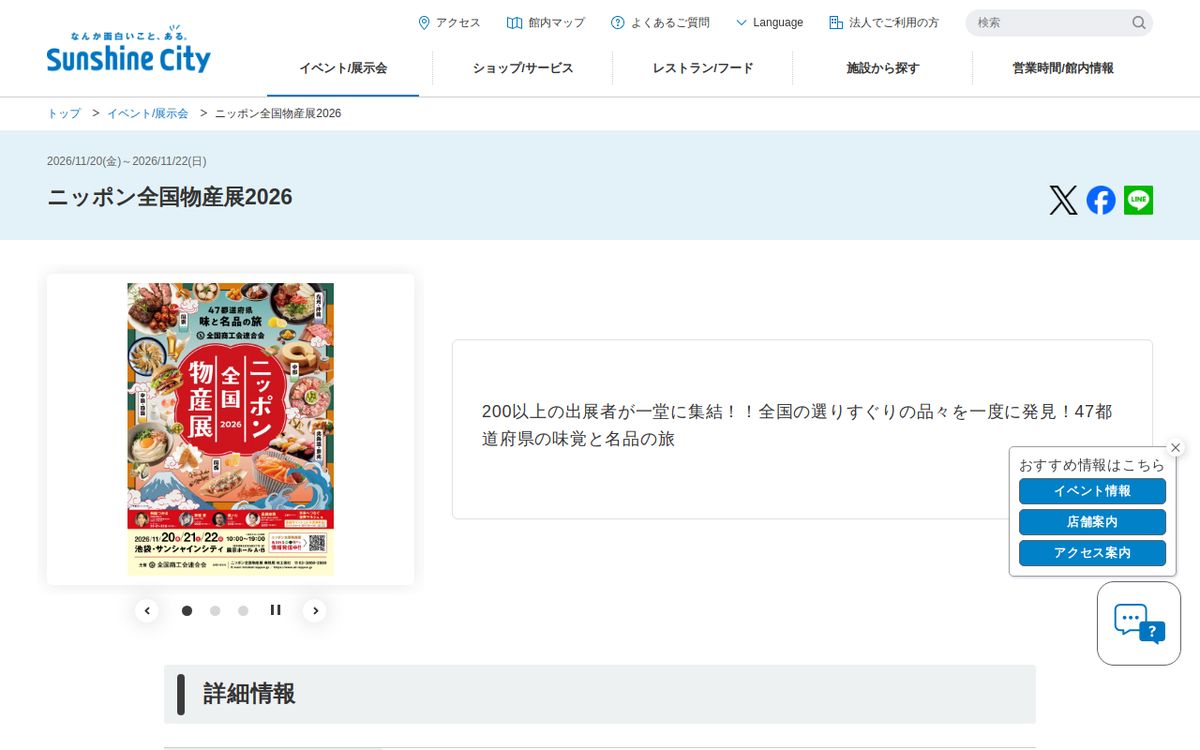 なんか面白いこと、ある。
Sunshine City
アクセス
館内マップ
よくあるご質問
Language
法人でご利用の方
検索
イベント/展示会
ショップ/サービス
レストラン/フード
施設から探す
営業時間/館内情報
トップ > イベント/展示会 > ニッポン全国物産展2026
2026/11/20(金)～2026/11/22(日)
ニッポン全国物産展2026
LINE
47都道府県
味と名品の旅
全国商工会連合会
ニッポン
全国
物産展
2026
2026/11/20 21 22 10:00~19:00
池袋・サンシャインシティ 展示ホール A・B
200以上の出展者が一堂に集結！！全国の選りすぐりの品々を一度に発見！47都
道府県の味覚と名品の旅
おすすめ情報はこちら
イベント情報
店舗案内
アクセス案内
詳細情報